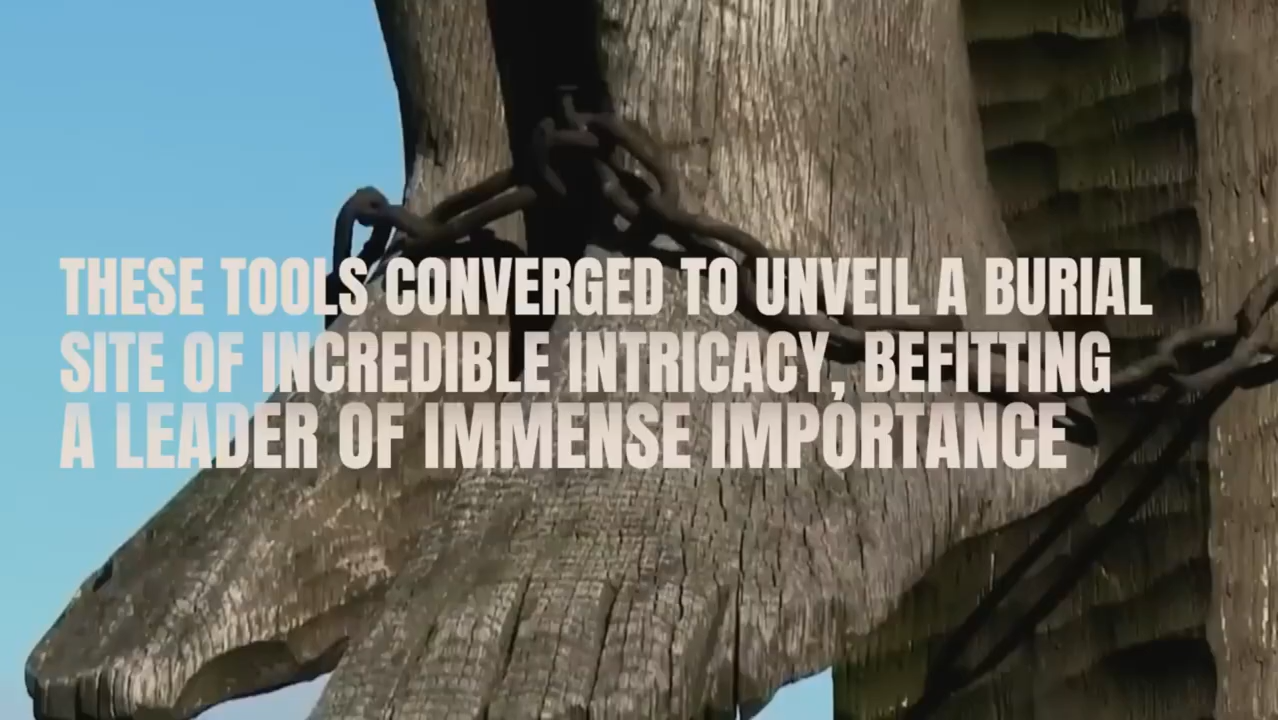 THESE TOOLS CONVERGED TO UNVEIL A BURIAL
SITE OF INCREDIBLE INTRICACY, BEFITTING
A LEADER OF IMMENSE IMPORTANCE